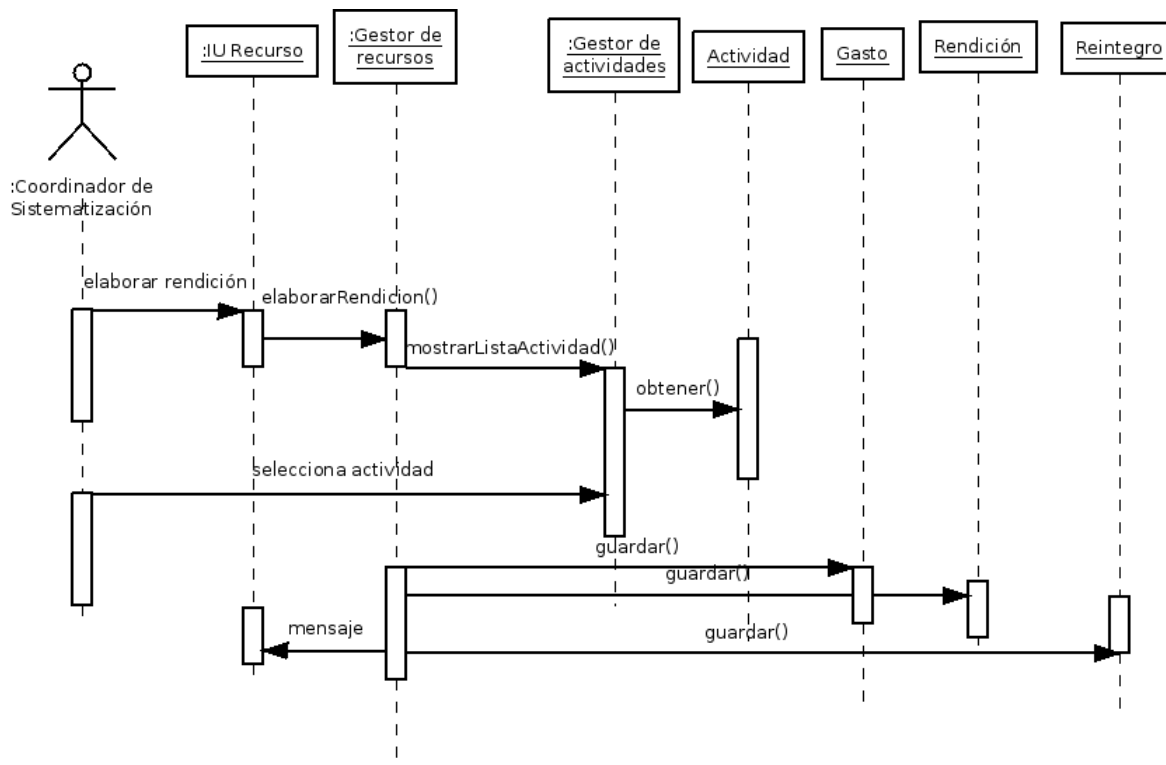 :IU Recurso
:Gestor de
recursos
:Gestor de
actividades
Actividad
Gasto
Rendición
Reintegro
:Coordinador de
Sistematización
elaborar rendición
elaborarRendicion()
mostrarListaActividad()
obtener()
selecciona actividad
guardar()
guardar()
mensaje
guardar()